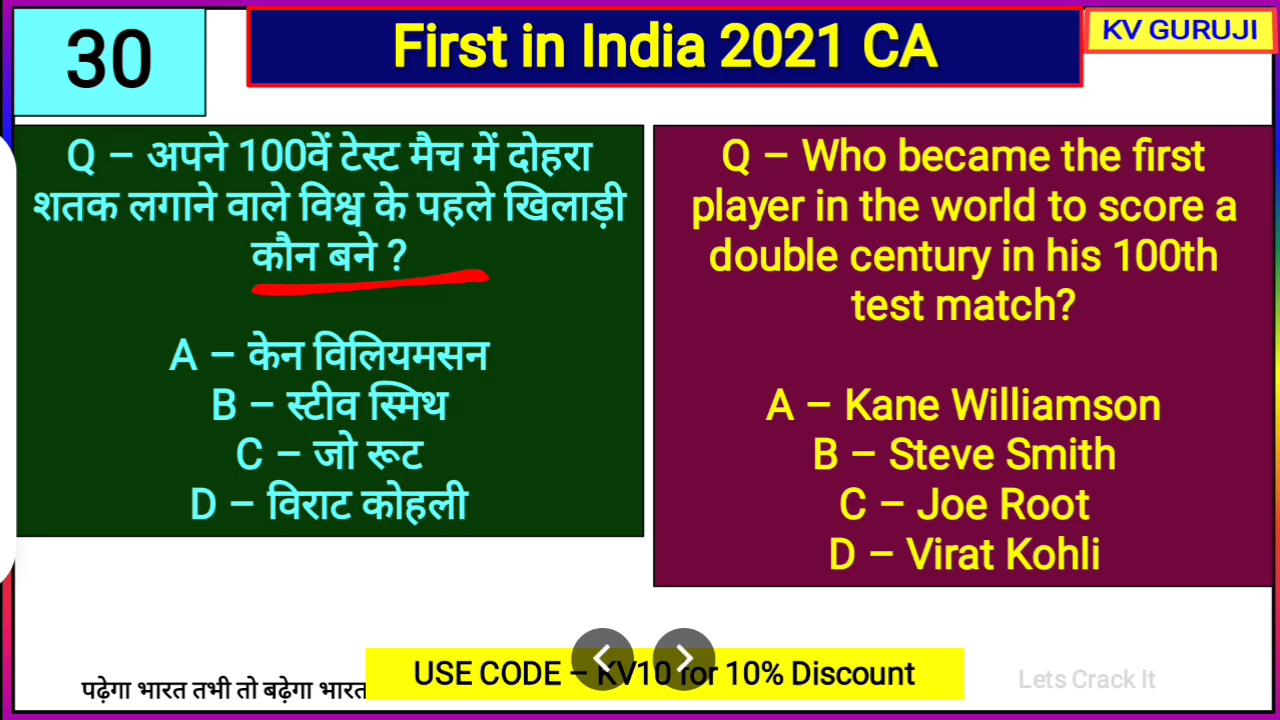 30
First in India 2021 CA
KV GURUJI
Q – अपने 100वें टेस्ट मैच में दोहरा
शतक लगाने वाले विश्व के पहले खिलाड़ी
कौन बने ?
A – केन विलियमसन
B – स्टीव स्मिथ
C – जो रूट
D – विराट कोहली
Q – Who became the first
player in the world to score a
double century in his 100th
test match?
A – Kane Williamson
B – Steve Smith
C – Joe Root
D – Virat Kohli
पढ़ेगा भारत तभी तो बढ़ेगा भारत
USE CODE – KV10 for 10% Discount
Lets Crack It